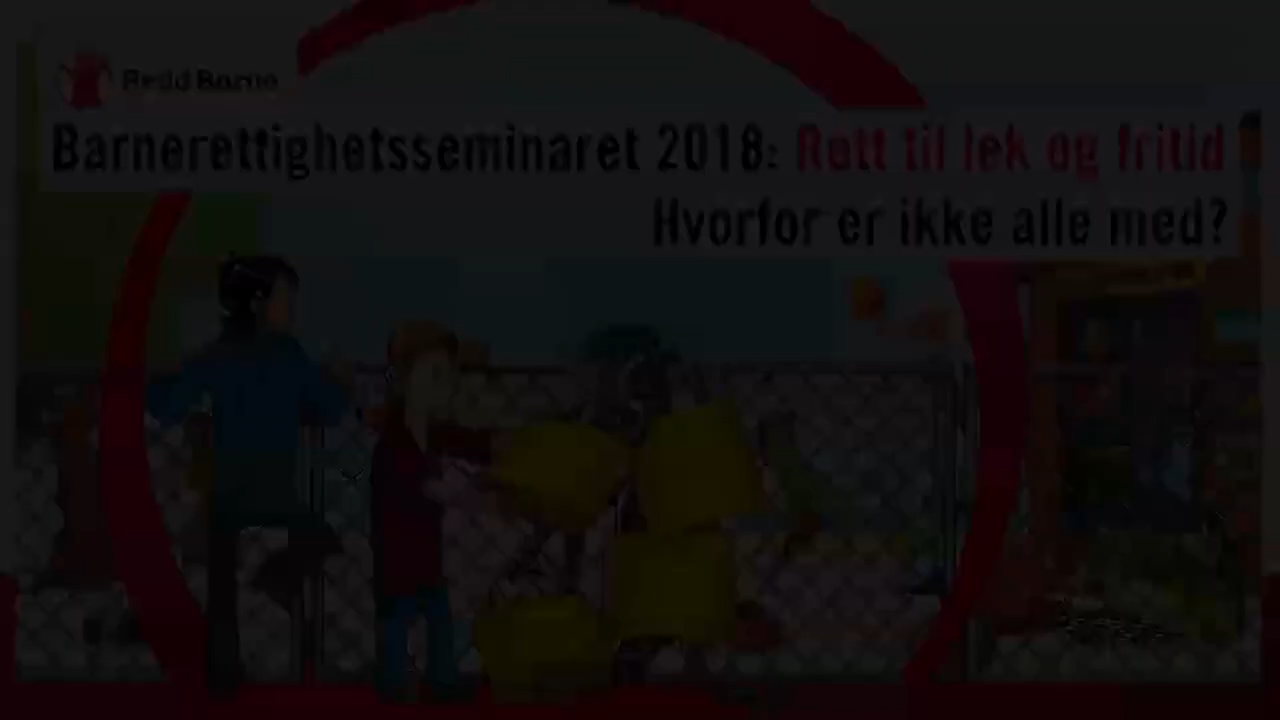 Redd Barna
Barnerettighetsseminaret 2018: Rett til lek og fritid
Hvorfor er ikke alle med?